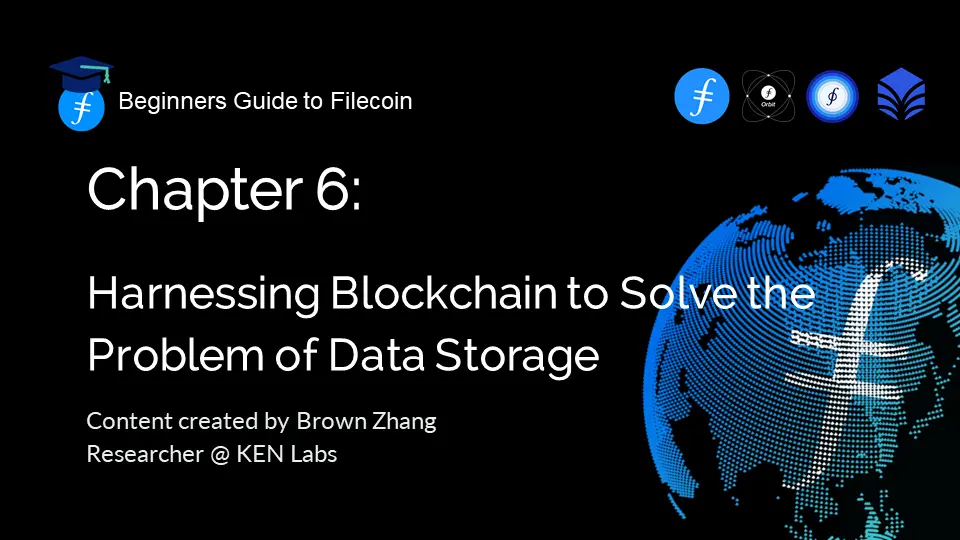 Beginners Guide to Filecoin
Orbit
Chapter 6:
Harnessing Blockchain to Solve the
Problem of Data Storage
Content created by Brown Zhang
Researcher @ KEN Labs